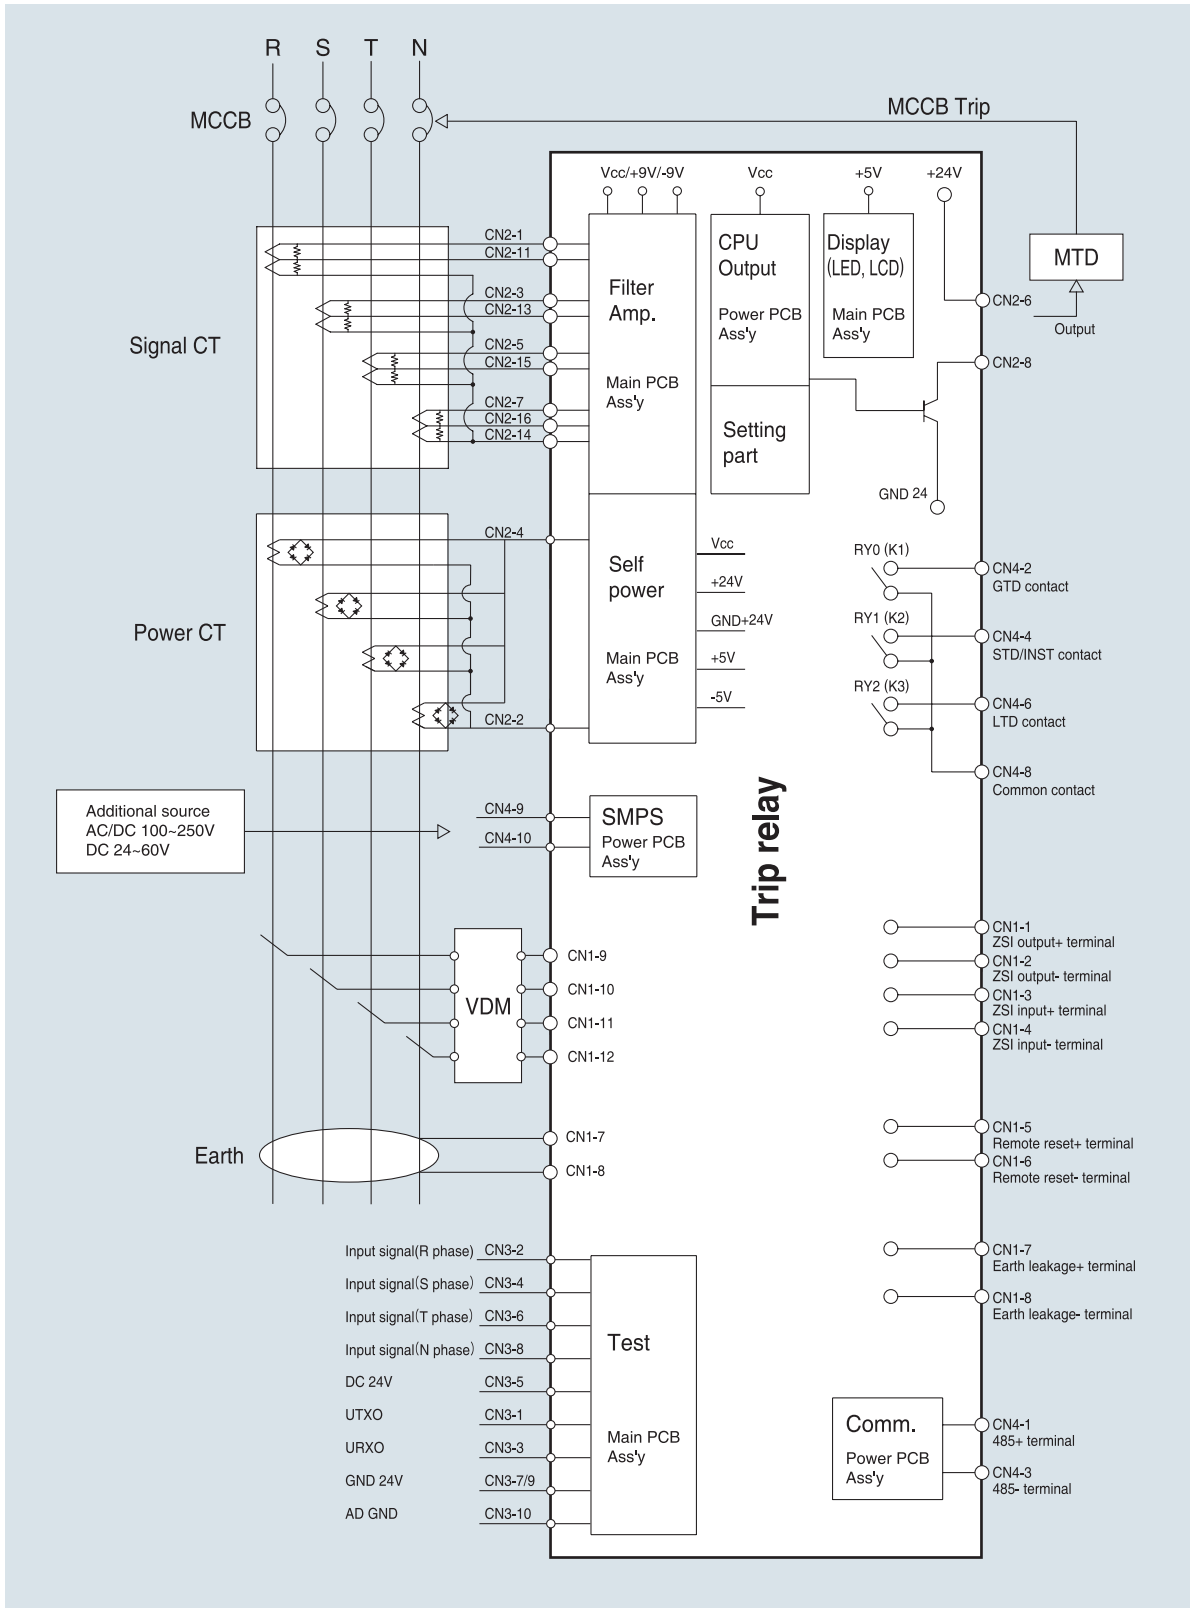 R S T N
MCCB
MCCB Trip
Vcc/+9V/-9V
Vcc
+5V
+24V
CN2-1
CN2-11
CN2-3
CN2-13
CN2-5
CN2-15
CN2-7
CN2-16
CN2-14
Signal CT
Filter
Amp.
Main PCB
Ass'y
CPU
Output
Power PCB
Ass'y
Setting
part
Display
(LED, LCD)
Main PCB
Ass'y
MTD
Output
CN2-6
CN2-8
GND 24
Power CT
CN2-4
CN2-2
Self
power
Main PCB
Ass'y
Vcc
+24V
GND+24V
+5V
-5V
RY0 (K1)
RY1 (K2)
RY2 (K3)
CN4-2
GTD contact
CN4-4
STD/INST contact
CN4-6
LTD contact
CN4-8
Common contact
Additional source
AC/DC 100~250V
DC 24~60V
CN4-9
CN4-10
SMPS
Power PCB
Ass'y
Trip relay
VDM
CN1-9
CN1-10
CN1-11
CN1-12
CN1-1
ZSI output+ terminal
CN1-2
ZSI output- terminal
CN1-3
ZSI input+ terminal
CN1-4
ZSI input- terminal
Earth
CN1-7
CN1-8
CN1-5
Remote reset+ terminal
CN1-6
Remote reset- terminal
CN1-7
Earth leakage+ terminal
CN1-8
Earth leakage- terminal
Input signal(R phase) CN3-2
Input signal(S phase) CN3-4
Input signal(T phase) CN3-6
Input signal(N phase) CN3-8
DC 24V CN3-5
UTXO CN3-1
URXO CN3-3
GND 24V CN3-7/9
AD GND CN3-10
Test
Main PCB
Ass'y
Comm.
Power PCB
Ass'y
CN4-1
485+ terminal
CN4-3
485- terminal